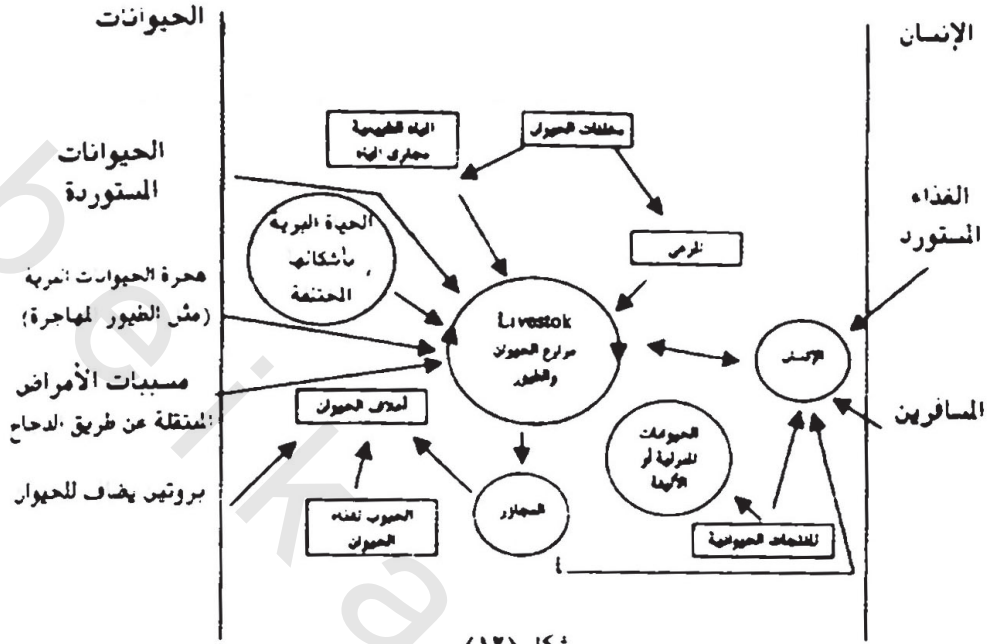 الحيوانات
الإنسان
المياه الطبيعية
مجارى المياه
مخلفات الحيوان
الحيوانات
المستوردة
الحيوة البرية
بأشكالها
المختلفة
الغذاء
المستورد
المرعى
هجرة الحيوانات البرية
(مثل الطيور المهاجرة)
Livestok
مزارع الحيوان
والطيور
الإنسان
مسببات الأمراض
المنتقلة عن طريق الدجاج
أعلاف الحيوان
المسافرين
الحيوانات
المنزلية أو
الأليفة
بروتين يضاف للحيوان
الحبوب لغذاء
الحيوان
المجازر
المنتجات الحيوانية
شكل (١٢)